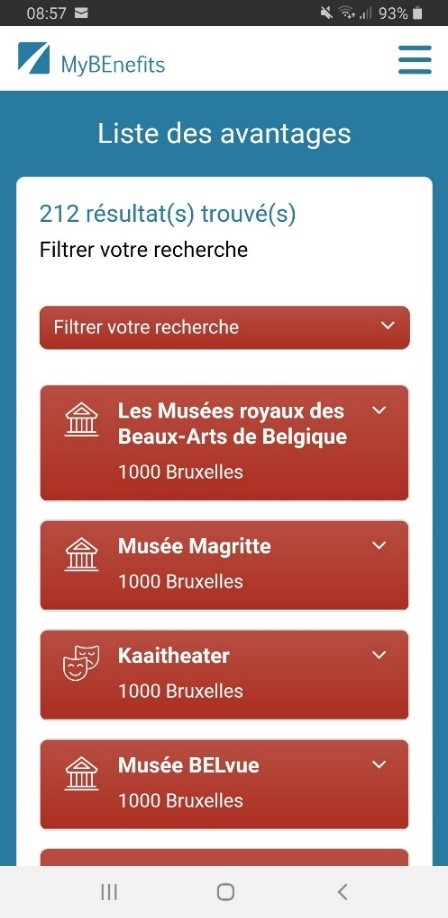 08:57 93%
MyBEnefits
Liste des avantages
212 résultat(s) trouvé(s)
Filtrer votre recherche
Filtrer votre recherche
Les Musées royaux des
Beaux-Arts de Belgique
1000 Bruxelles
Musée Magritte
1000 Bruxelles
Kaaitheater
1000 Bruxelles
Musée BELvue
1000 Bruxelles